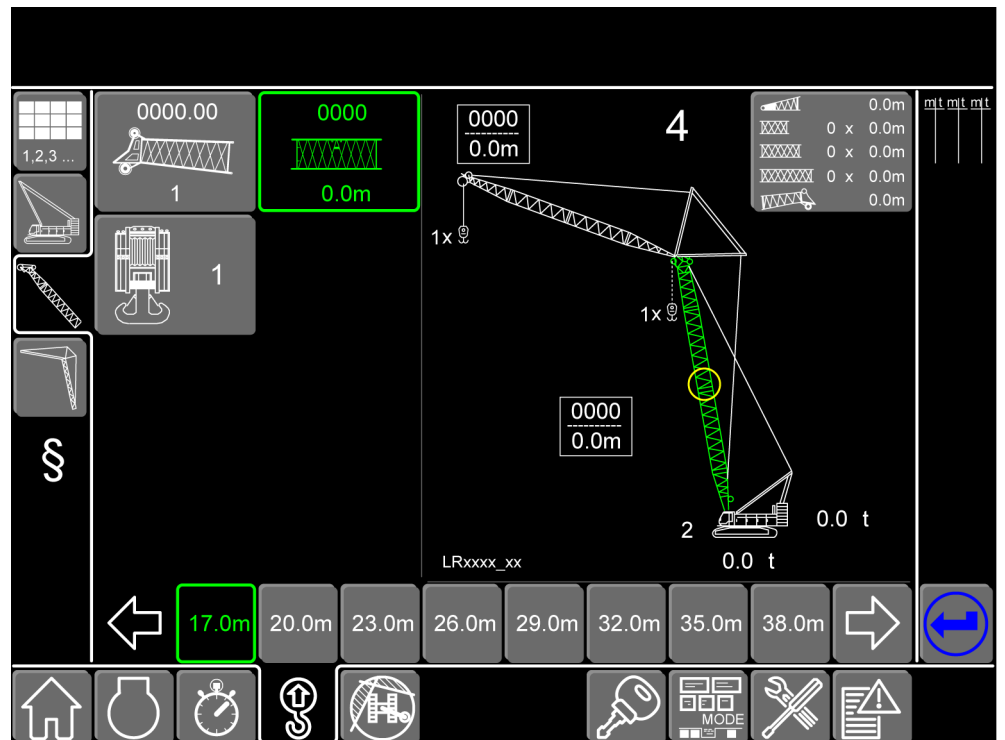 1,2,3 ...
0000.00
1
0000
0.0m
1
0000
0.0m
4
0.0m
0 x 0.0m
0 x 0.0m
0 x 0.0m
0.0m
m|t m|t m|t
1x
1x
0000
0.0m
2
0.0 t
0.0 t
LRxxxx_xx
§
17.0m 20.0m 23.0m 26.0m 29.0m 32.0m 35.0m 38.0m
MODE